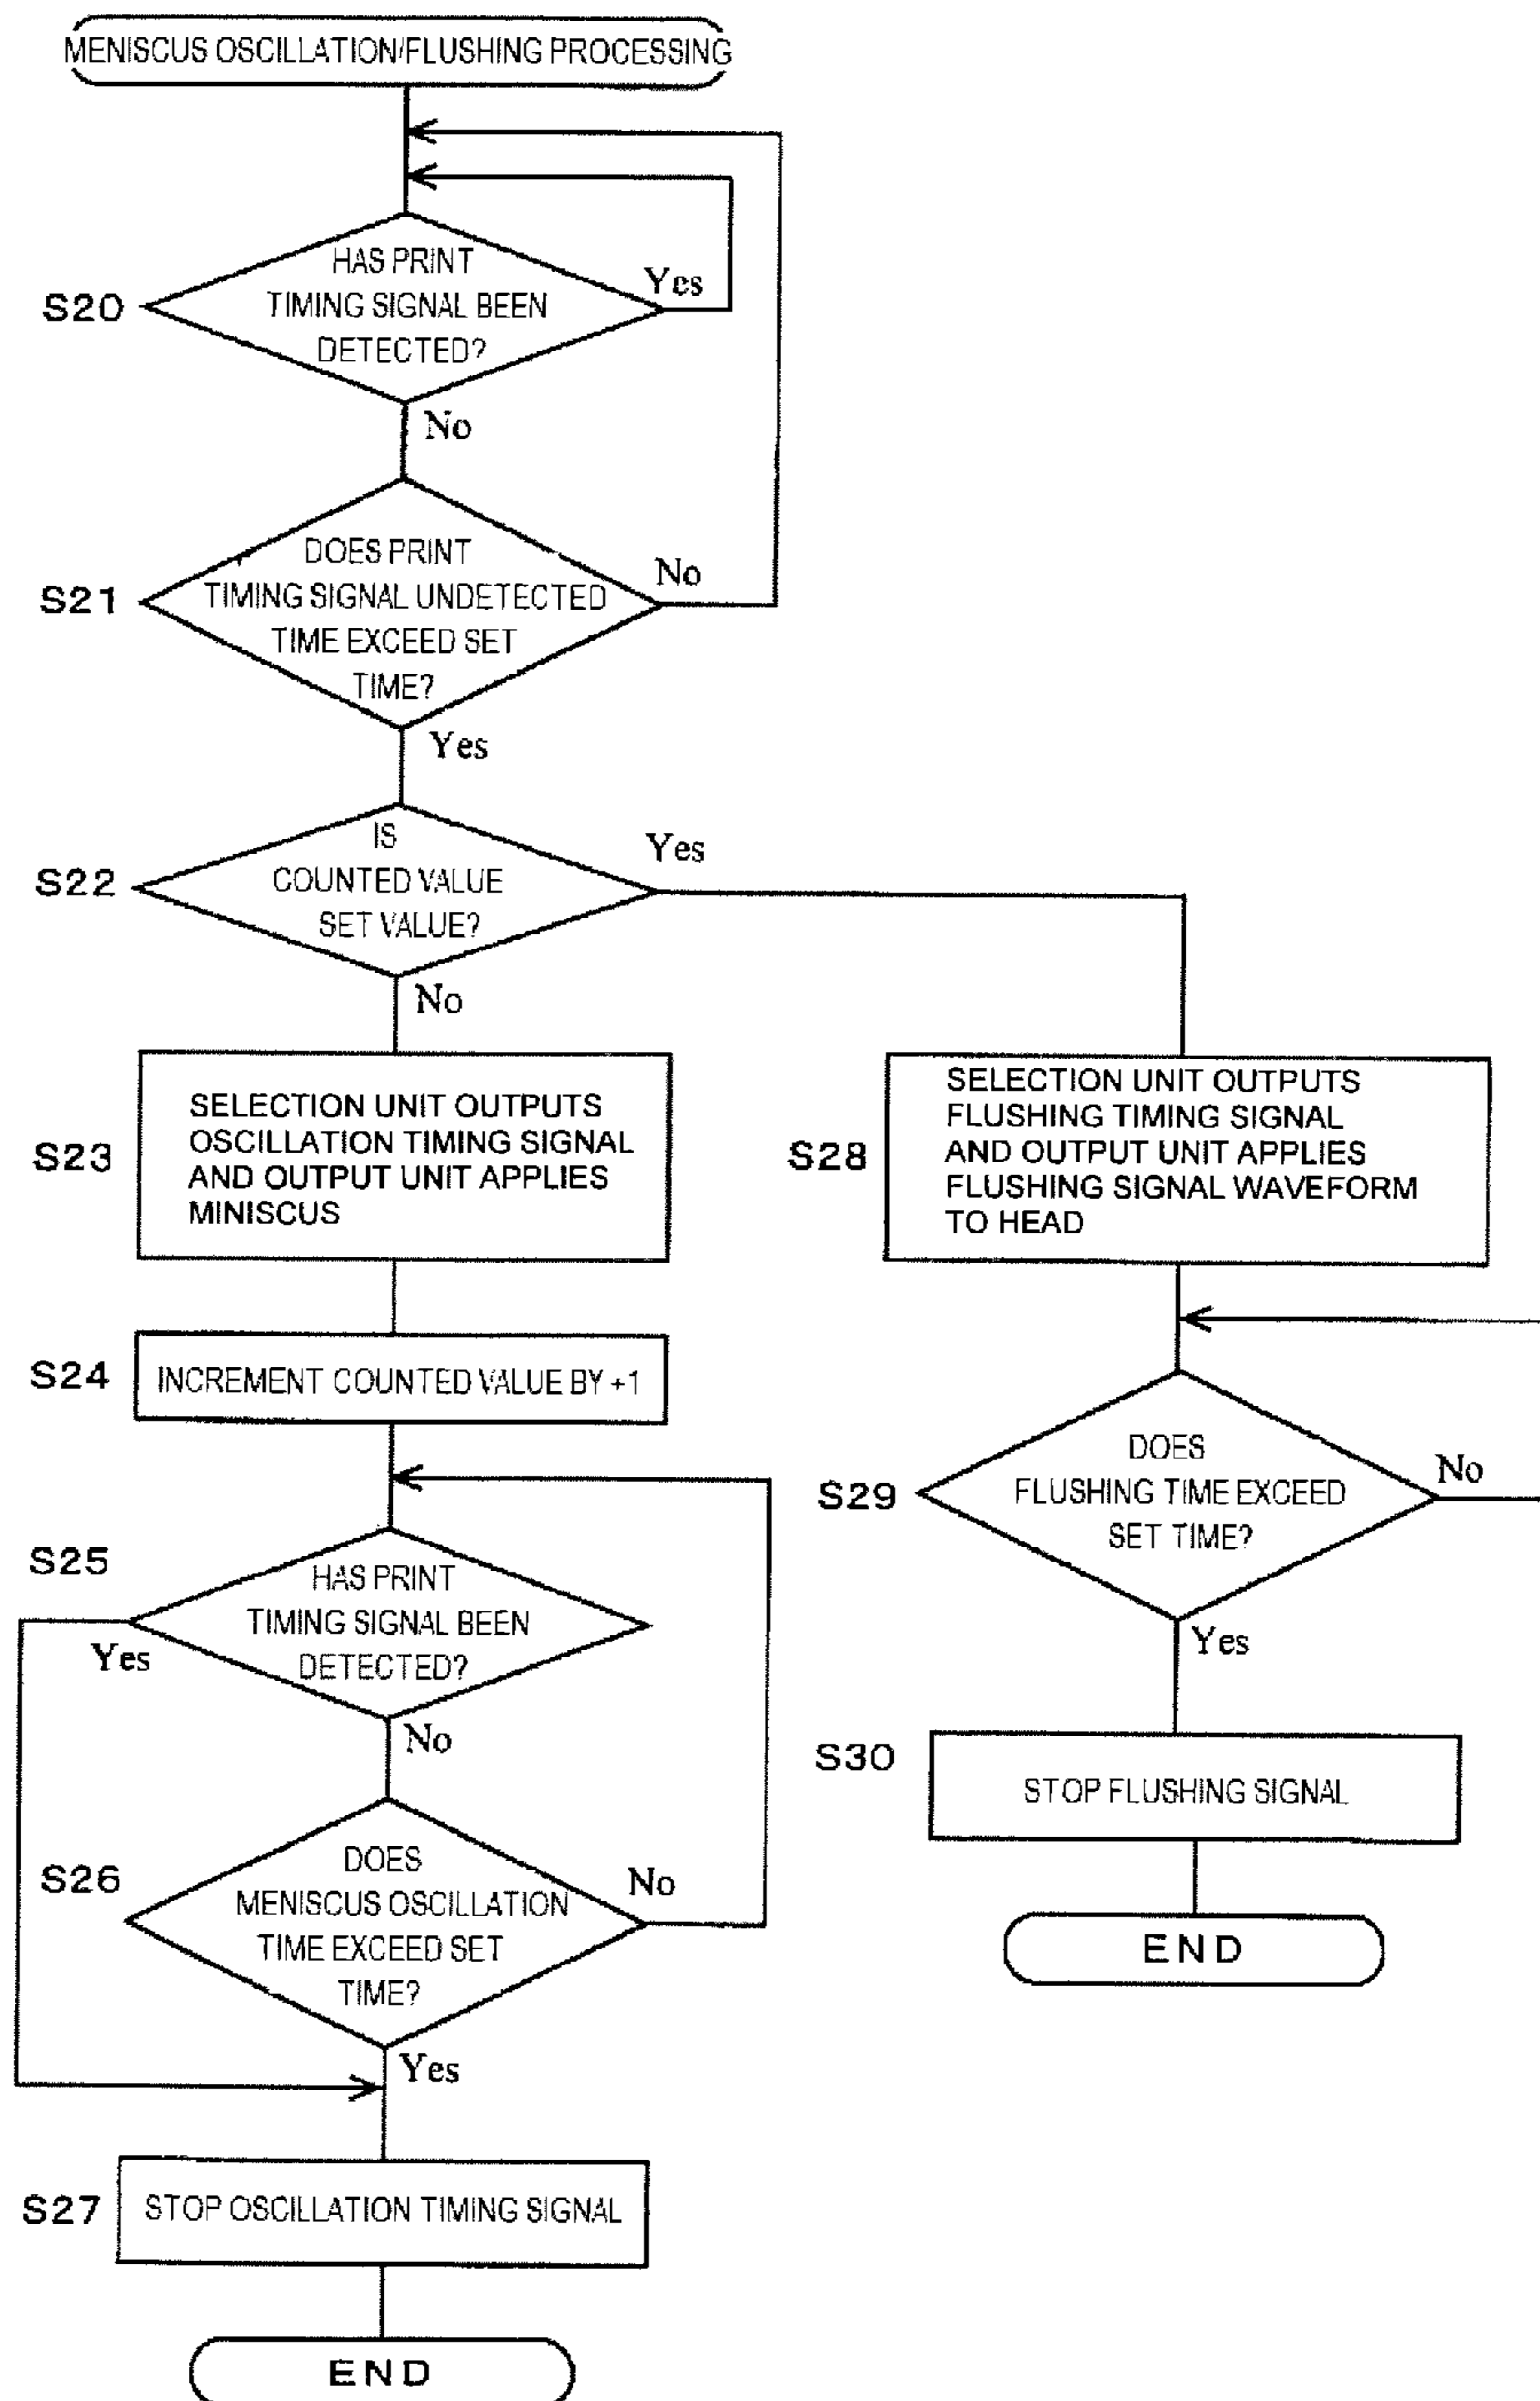 MENISCUS OSCILLATION/FLUSHING PROCESSING
S20
HAS PRINT
TIMING SIGNAL BEEN
DETECTED?
Yes
No
S21
DOES PRINT
TIMING SIGNAL UNDETECTED
TIME EXCEED SET
TIME?
No
Yes
S22
IS
COUNTED VALUE
SET VALUE?
Yes
No
S23
SELECTION UNIT OUTPUTS
OSCILLATION TIMING SIGNAL
AND OUTPUT UNIT APPLIES
MINISCUS
S24
INCREMENT COUNTED VALUE BY +1
S25
HAS PRINT
TIMING SIGNAL BEEN
DETECTED?
Yes
No
S26
DOES
MENISCUS OSCILLATION
TIME EXCEED SET
TIME?
No
Yes
S27
STOP OSCILLATION TIMING SIGNAL
END
S28
SELECTION UNIT OUTPUTS
FLUSHING TIMING SIGNAL
AND OUTPUT UNIT APPLIES
FLUSHING SIGNAL WAVEFORM
TO HEAD
S29
DOES
FLUSHING TIME EXCEED
SET TIME?
No
Yes
S30
STOP FLUSHING SIGNAL
END